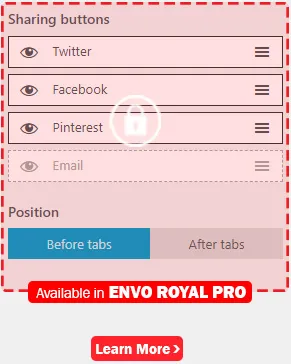 Sharing buttons
Twitter
Facebook
Pinterest
Email
Position
Before tabs After tabs
Available in ENVO ROYAL PRO
Learn More >